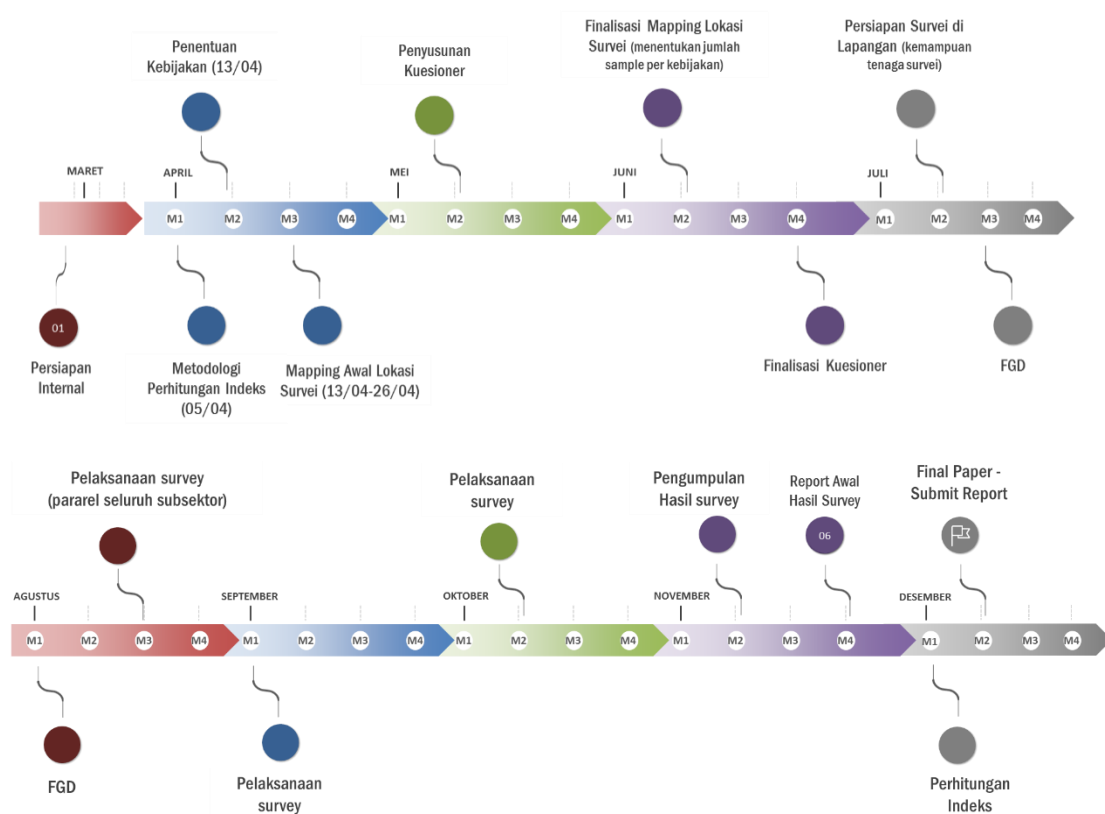 Penentuan
Kebijakan (13/04)
Penyusunan
Kuesioner
Finalisasi Mapping Lokasi
Survei (menentukan jumlah
sample per kebijakan)
Persiapan Survei di
Lapangan (kemampuan
tenaga survei)
MARET
APRIL
MEI
JUNI
JULI
M1 M2 M3 M4 M1 M2 M3 M4 M1 M2 M3 M4 M1 M2 M3 M4
01
Persiapan
Internal
Metodologi
Perhitungan Indeks
(05/04)
Mapping Awal Lokasi
Survei (13/04-26/04)
Finalisasi Kuesioner
FGD
Pelaksanaan survey
(pararel seluruh subsektor)
Pelaksanaan
survey
Pengumpulan
Hasil survey
Report Awal
Hasil Survey
06
Final Paper -
Submit Report
AGUSTUS
SEPTEMBER
OKTOBER
NOVEMBER
DESEMBER
M1 M2 M3 M4 M1 M2 M3 M4 M1 M2 M3 M4 M1 M2 M3 M4 M1 M2 M3 M4
FGD
Pelaksanaan
survey
Perhitungan
Indeks